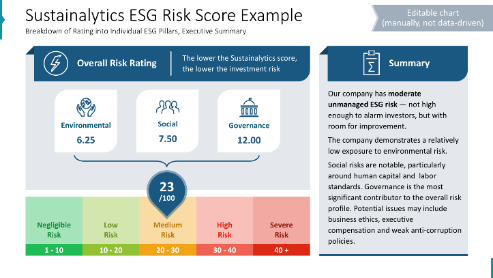 Sustainalytics ESG Risk Score Example
Breakdown of Rating into Individual ESG Pillars, Executive Summary
Editable chart
(manually, not data-driven)
Overall Risk Rating
The lower the Sustainalytics score,
the lower the investment risk
Environmental
6.25
Social
7.50
Governance
12.00
23
/100
Negligible
Risk
Low
Risk
Medium
Risk
High
Risk
Severe
Risk
1 - 10
10 - 20
20 - 30
30 - 40
40 +
Summary
Our company has moderate
unmanaged ESG risk — not high
enough to alarm investors, but with
room for improvement.
The company demonstrates a relatively
low exposure to environmental risk.
Social risks are notable, particularly
around human capital and labor
standards. Governance is the most
significant contributor to the overall risk
profile. Potential issues may include
business ethics, executive
compensation and weak anti-corruption
policies.